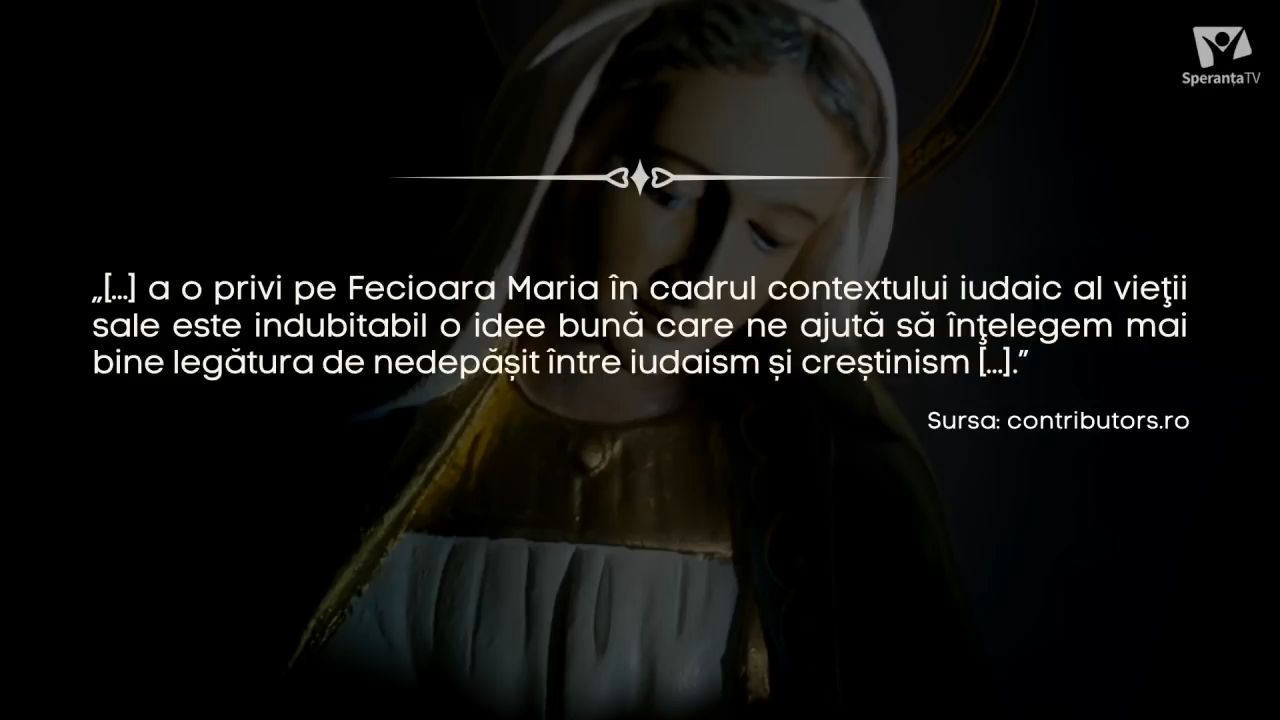 SperanțaTV
„[...] a o privi pe Fecioara Maria în cadrul contextului iudaic al vieţii
sale este indubitabil o idee bună care ne ajută să înţelegem mai
bine legătura de nedepășit între iudaism și creștinism [...].”
Sursa: contributors.ro